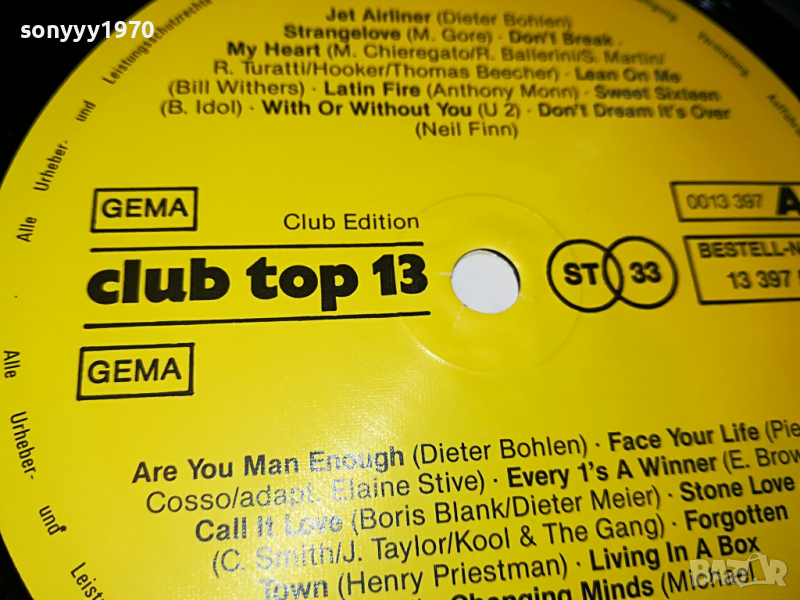 sonyyy1970
Jet Airliner (Dieter Bohlen)
Strangelove (M. Gore) · Don't Break
My Heart (M. Chieregato/R. Ballerini/S. Martin/
R. Turatti/Hooker/Thomas Beecher) · Lean On Me
(Bill Withers) · Latin Fire (Anthony Monn) · Sweet Sixteen
(B. Idol) · With Or Without You (U 2) · Don't Dream It's Over
(Neil Finn)
Alle Urheber- und Leistungsschutzrechte
Vermietung
GEMA
Club Edition
0013 397 A
club top 13
ST 33
BESTELL-N
13 397
GEMA
Alle Urheber- und Leist
Are You Man Enough (Dieter Bohlen) · Face Your Life (Pie
Cosso/adapt. Elaine Stive) · Every 1's A Winner (E. Brow
Call It Love (Boris Blank/Dieter Meier) · Stone Love
(C. Smith/J. Taylor/Kool & The Gang) · Forgotten
Town (Henry Priestman) · Living In A Box
Changing Minds (Michael
BAZAR